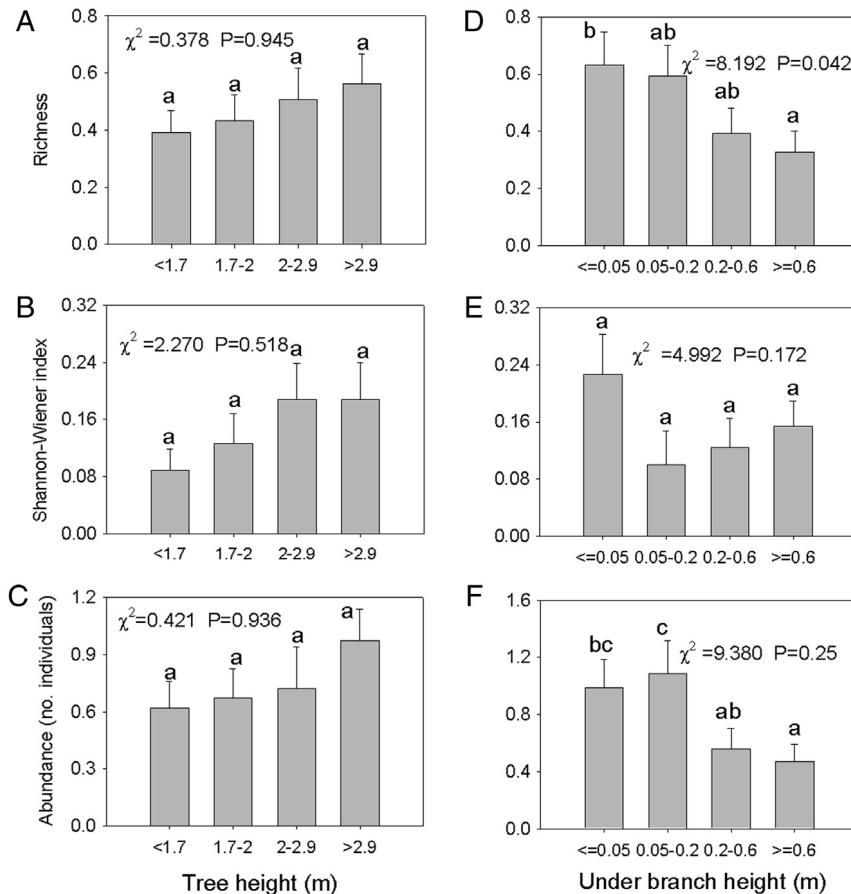 A
χ² =0.378 P=0.945
Richness
0.8
0.6
0.4
0.2
0.0
a a a a
<1.7 1.7-2 2-2.9 >2.9
B
χ² =2.270 P=0.518
Shannon-Wiener index
0.32
0.24
0.16
0.08
0.00
a a a a
<1.7 1.7-2 2-2.9 >2.9
C
χ²=0.421 P=0.936
Abundance (no. individuals)
1.2
0.9
0.6
0.3
0.0
a a a a
<1.7 1.7-2 2-2.9 >2.9
Tree height (m)
D
χ² =8.192 P=0.042
0.8
0.6
0.4
0.2
0.0
b ab ab a
<=0.05 0.05-0.2 0.2-0.6 >=0.6
E
χ² =4.992 P=0.172
0.32
0.24
0.16
0.08
0.00
a a a a
<=0.05 0.05-0.2 0.2-0.6 >=0.6
F
χ² =9.380 P=0.25
1.6
1.2
0.8
0.4
0.0
bc c ab a
<=0.05 0.05-0.2 0.2-0.6 >=0.6
Under branch height (m)